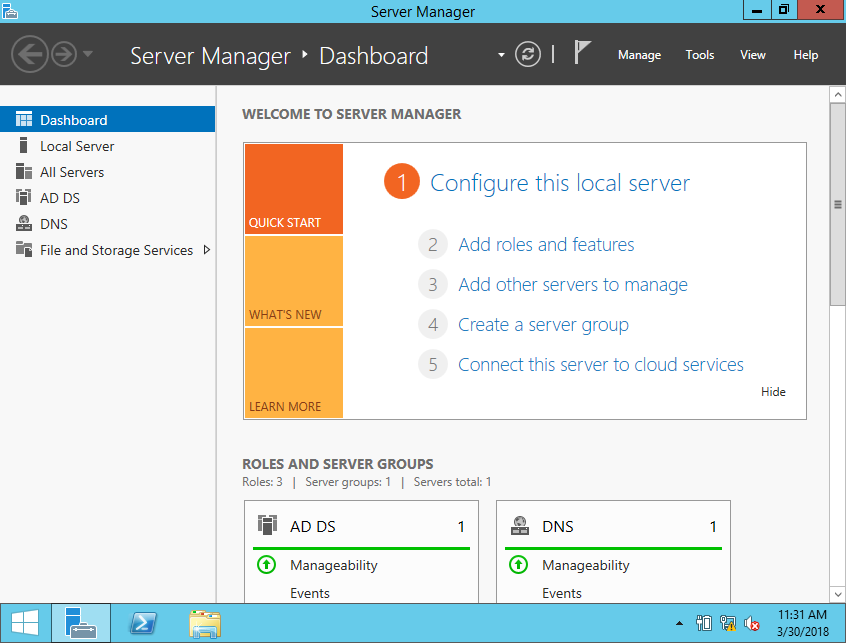 Server Manager
Server Manager Dashboard
Manage Tools View Help
Dashboard
Local Server
All Servers
AD DS
DNS
File and Storage Services
WELCOME TO SERVER MANAGER
QUICK START
WHAT'S NEW
LEARN MORE
1 Configure this local server
2 Add roles and features
3 Add other servers to manage
4 Create a server group
5 Connect this server to cloud services
Hide
ROLES AND SERVER GROUPS
Roles: 3 | Server groups: 1 | Servers total: 1
AD DS 1
Manageability
Events
DNS 1
Manageability
Events
11:31 AM
3/30/2018